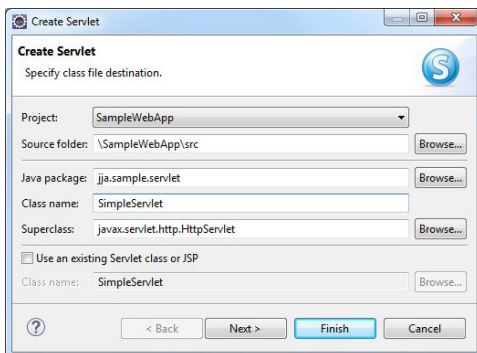 Create Servlet
Create Servlet
Specify class file destination.
S
Project: SampleWebApp
Source folder: \SampleWebApp\src Browse...
Java package: jja.sample.servlet Browse...
Class name: SimpleServlet
Superclass: javax.servlet.http.HttpServlet Browse...
Use an existing Servlet class or JSP
Class name: SimpleServlet Browse...
? < Back Next > Finish Cancel